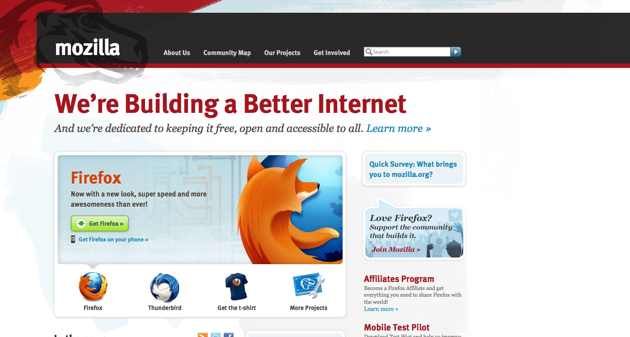 mozilla
About Us Community Map Our Projects Get Involved Search
We're Building a Better Internet
And we're dedicated to keeping it free, open and accessible to all. Learn more »
Firefox
Now with a new look, super speed and more
awesomeness than ever!
Get Firefox »
Get Firefox on your phone »
Firefox Thunderbird Get the t-shirt More Projects
Quick Survey: What brings
you to mozilla.org?
Love Firefox?
Support the community
that builds it.
Join Mozilla »
Affiliates Program
Become a Firefox Affiliate and get
everything you need to share Firefox with
the world!
Learn more »
Mobile Test Pilot